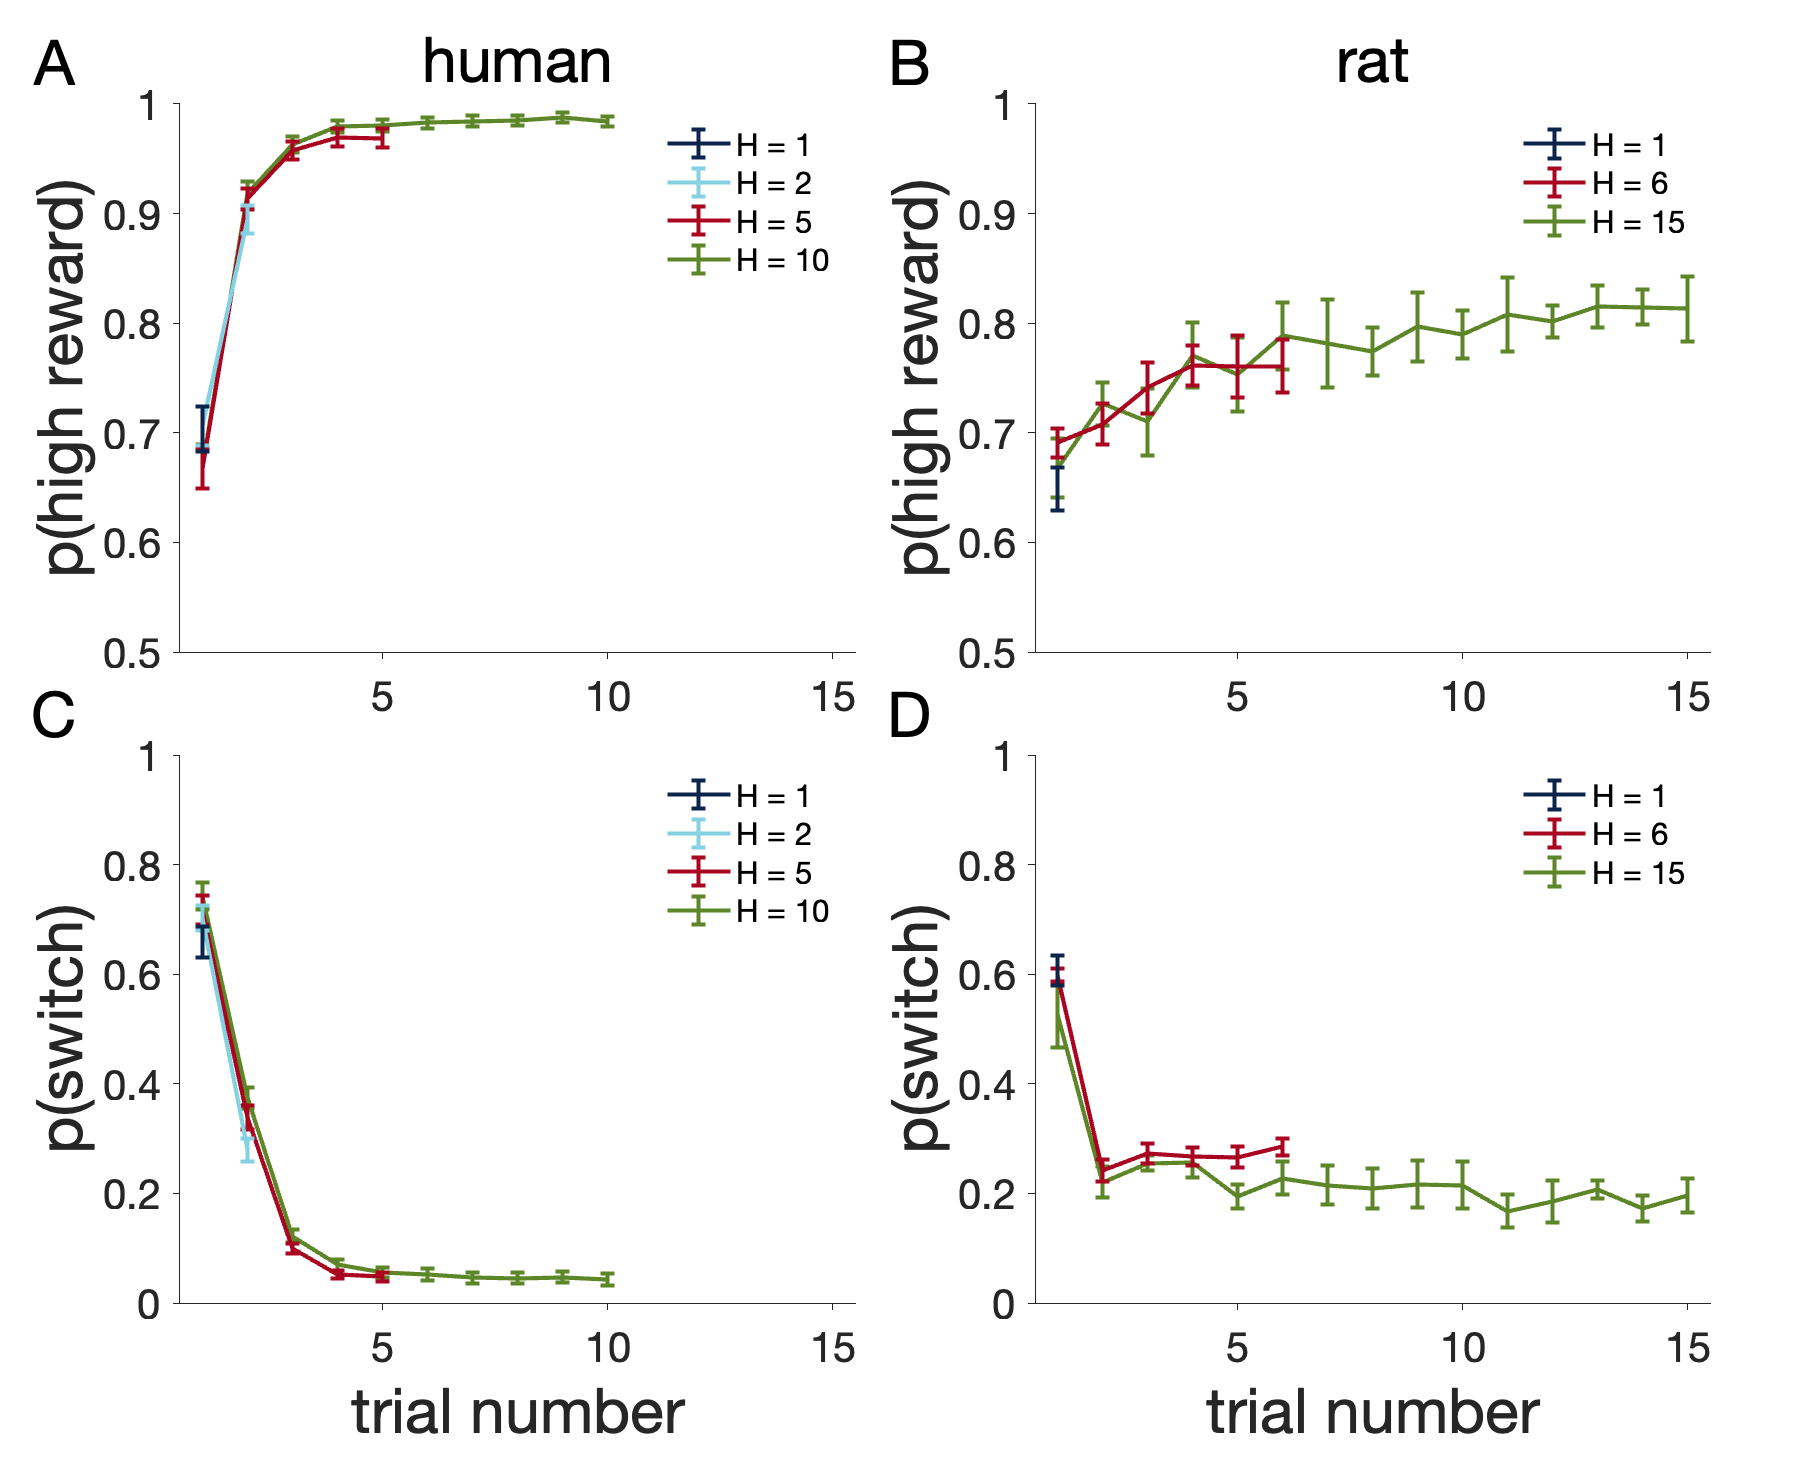 A
human
p(high reward)
1
0.9
0.8
0.7
0.6
0.5
5
10
15
H = 1
H = 2
H = 5
H = 10
B
rat
p(high reward)
1
0.9
0.8
0.7
0.6
0.5
5
10
15
H = 1
H = 6
H = 15
C
p(switch)
1
0.8
0.6
0.4
0.2
0
5
10
15
trial number
H = 1
H = 2
H = 5
H = 10
D
p(switch)
1
0.8
0.6
0.4
0.2
0
5
10
15
trial number
H = 1
H = 6
H = 15